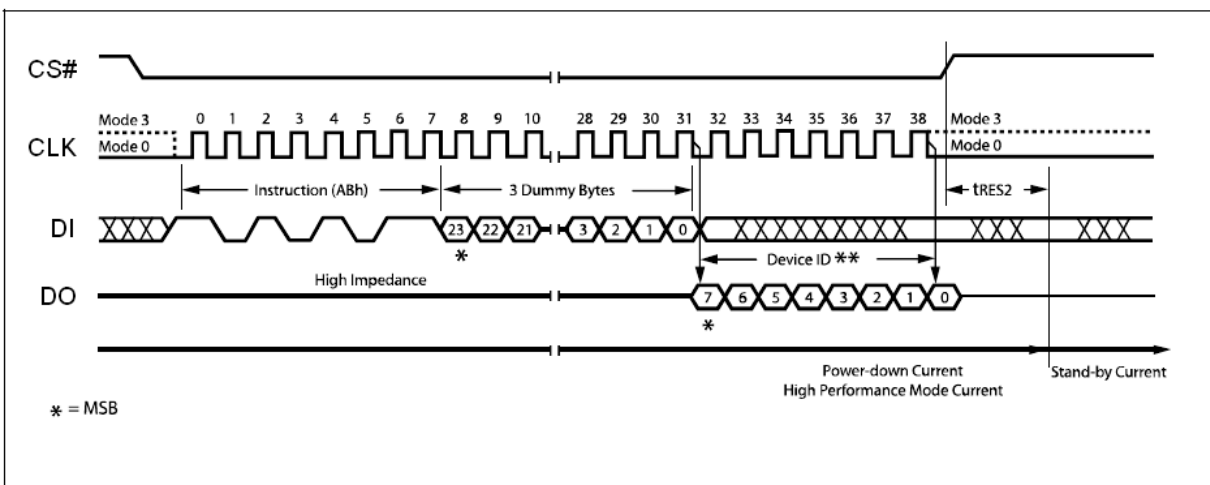 CS#
Mode 3 0 1 2 3 4 5 6 7 8 9 10 28 29 30 31 32 33 34 35 36 37 38 Mode 3
CLK Mode 0 Mode 0
Instruction (ABh) 3 Dummy Bytes tRES2
DI 23 22 21 3 2 1 0
* Device ID **
High Impedance
DO 7 6 5 4 3 2 1 0
*
Power-down Current Stand-by Current
High Performance Mode Current
* = MSB